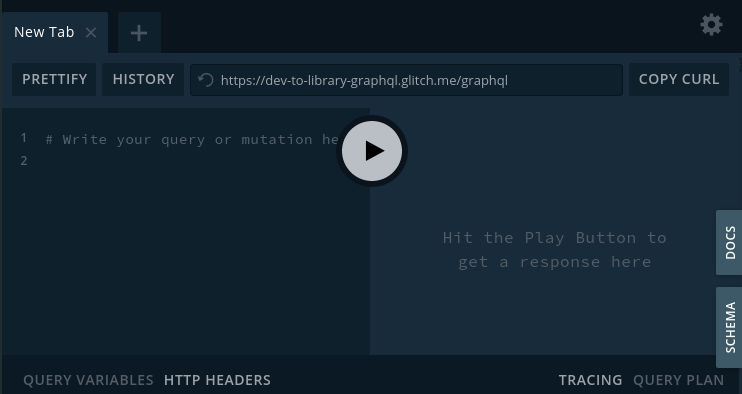 New Tab
PRETTIFY
HISTORY
https://dev-to-library-graphql.glitch.me/graphql
COPY CURL
1 # Write your query or mutation he
2
Hit the Play Button to
get a response here
DOCS
SCHEMA
QUERY VARIABLES HTTP HEADERS
TRACING QUERY PLAN